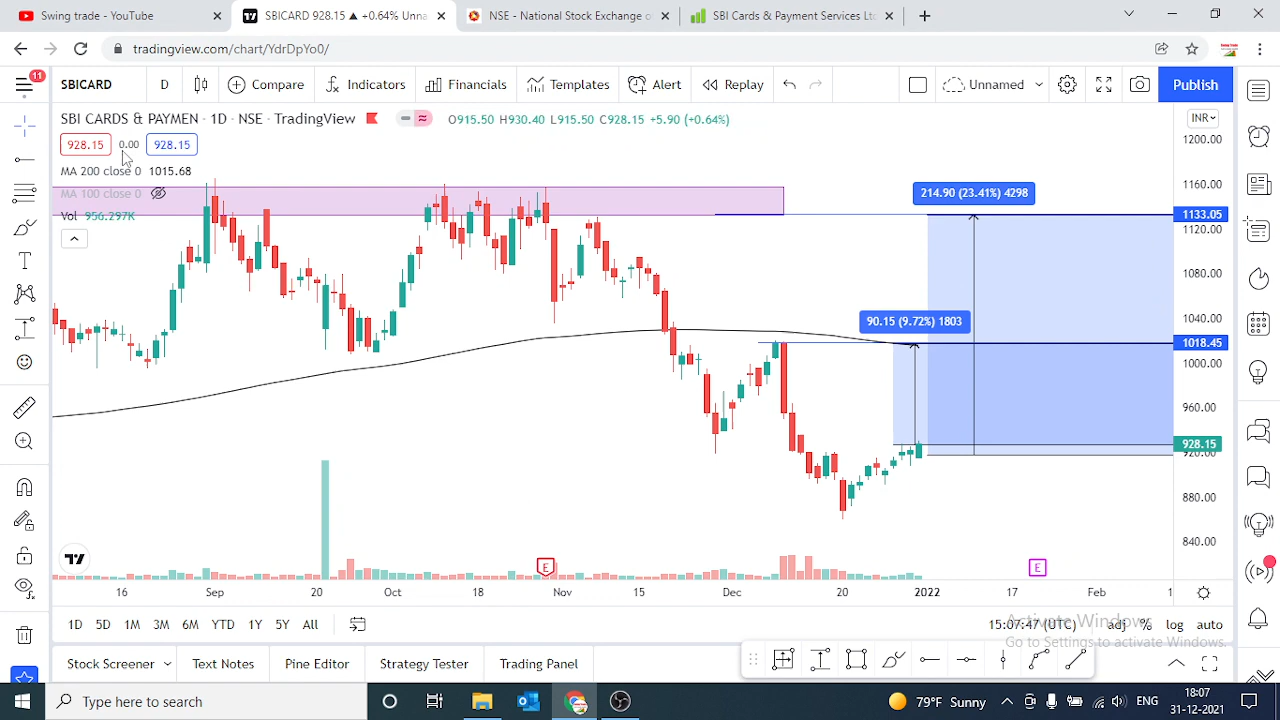 Swing trade - YouTube
SBICARD 928.15 ▲ +0.64% Unna
NSE - National Stock Exchange o
SBI Cards & Payment Services Lt
tradingview.com/chart/YdrDpYo0/
11
SBICARD
D
Compare
Indicators
Financials
Templates
Alert
Replay
Unnamed
Publish
SBI CARDS & PAYMEN · 1D · NSE · TradingView
O915.50 H930.40 L915.50 C928.15 +5.90 (+0.64%)
INR
928.15 0.00 928.15
MA 200 close 0 1015.68
MA 100 close 0
Vol 956.297K
214.90 (23.41%) 4298
90.15 (9.72%) 1803
1200.00
1160.00
1133.05
1120.00
1080.00
1040.00
1018.45
1000.00
960.00
928.15
920.00
880.00
840.00
E
E
16 Sep 20 Oct 18 Nov 15 Dec 20 2022 17 Feb 1
1D 5D 1M 3M 6M YTD 1Y 5Y All
15:07:47 (UTC) adj % log auto
Activate Windows
Go to Settings to activate Windows.
Stock Screener Text Notes Pine Editor Strategy Tester Trading Panel
Type here to search
79°F Sunny
ENG
18:07
31-12-2021